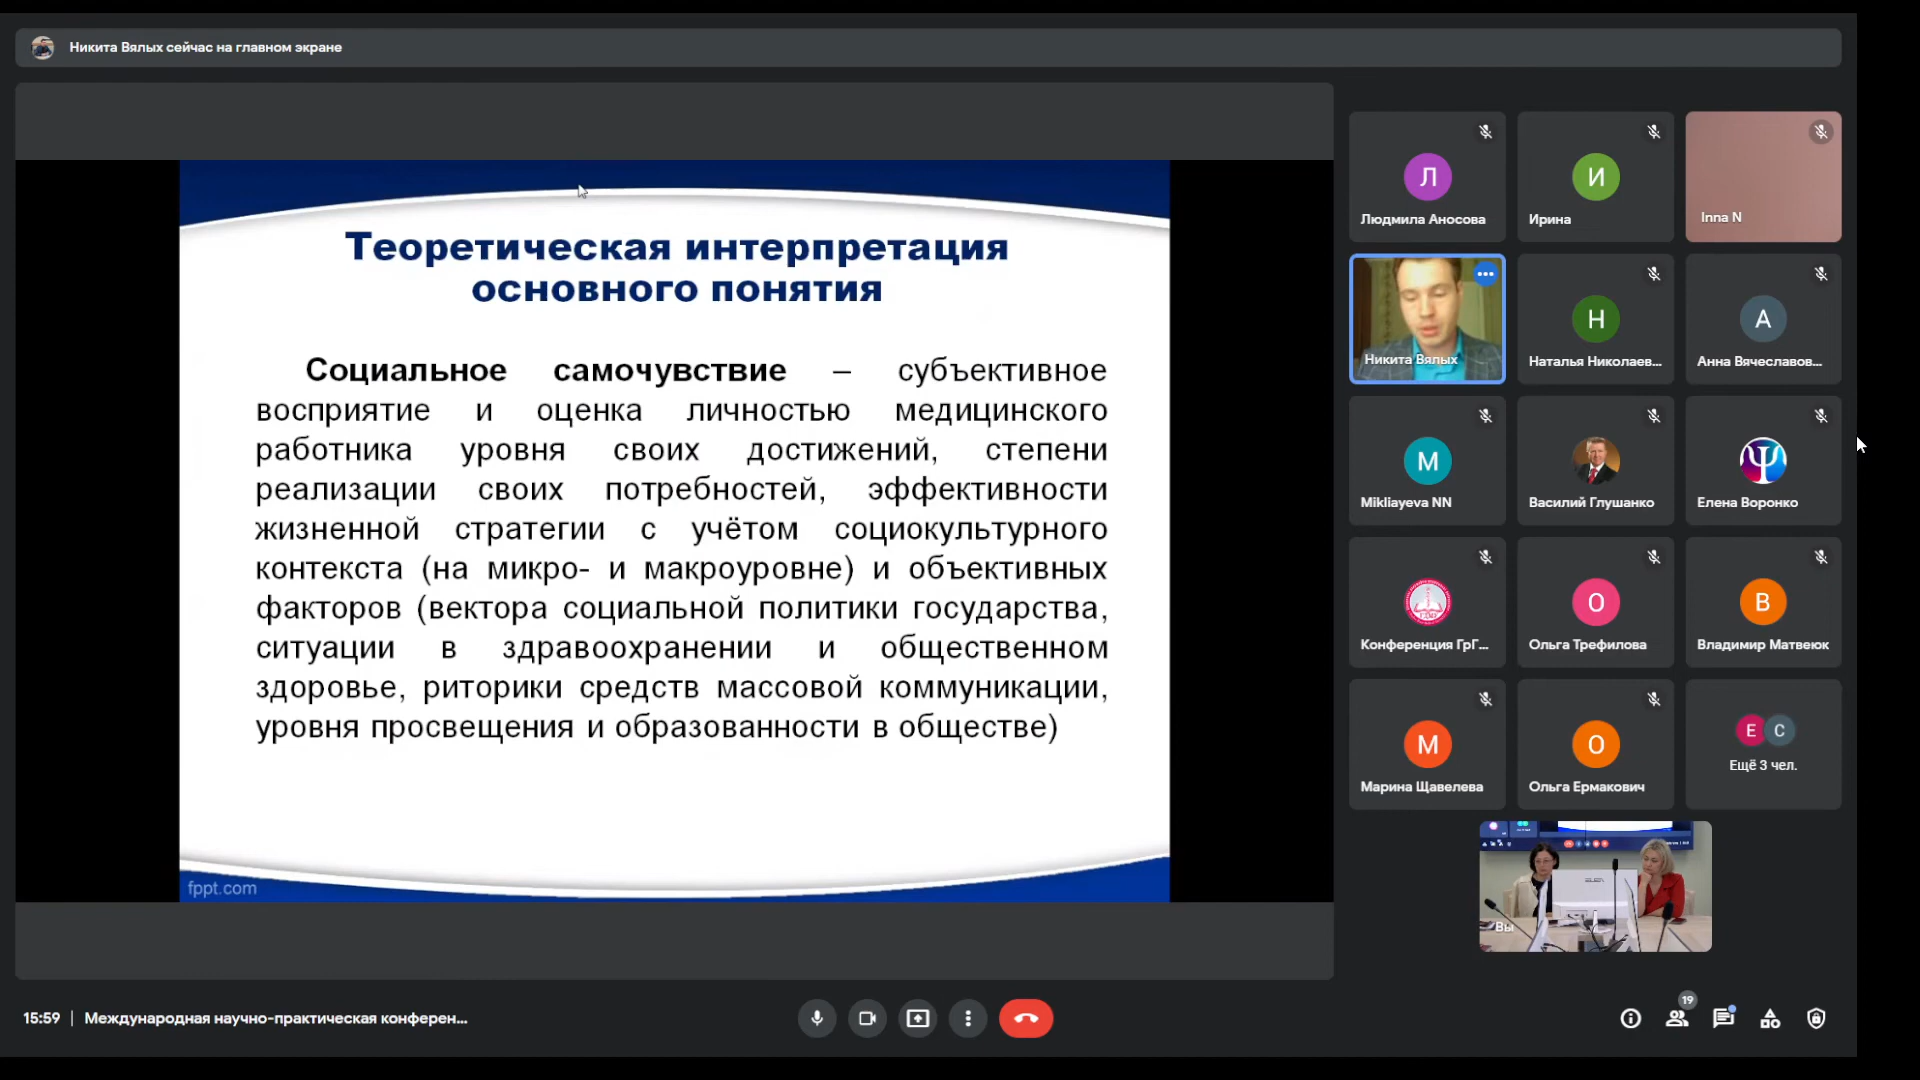 Никита Вялых сейчас на главном экране
Теоретическая интерпретация
основного понятия
Социальное самочувствие – субъективное
восприятие и оценка личностью медицинского
работника уровня своих достижений, степени
реализации своих потребностей, эффективности
жизненной стратегии с учётом социокультурного
контекста (на микро- и макроуровне) и объективных
факторов (вектора социальной политики государства,
ситуации в здравоохранении и общественном
здоровье, риторики средств массовой коммуникации,
уровня просвещения и образованности в обществе)
fppt.com
Л
Людмила Аносова
И
Ирина
Inna N
Никита Вялых
Н
Наталья Николаев...
А
Анна Вячеславов...
M
Mikliayeva NN
Василий Глушанко
Ψ
Елена Воронко
Конференция ГрГ...
О
Ольга Трефилова
В
Владимир Матвеюк
М
Марина Щавелева
О
Ольга Ермакович
Е С
Ещё 3 чел.
Вы
15:59 | Международная научно-практическая конферен...
19